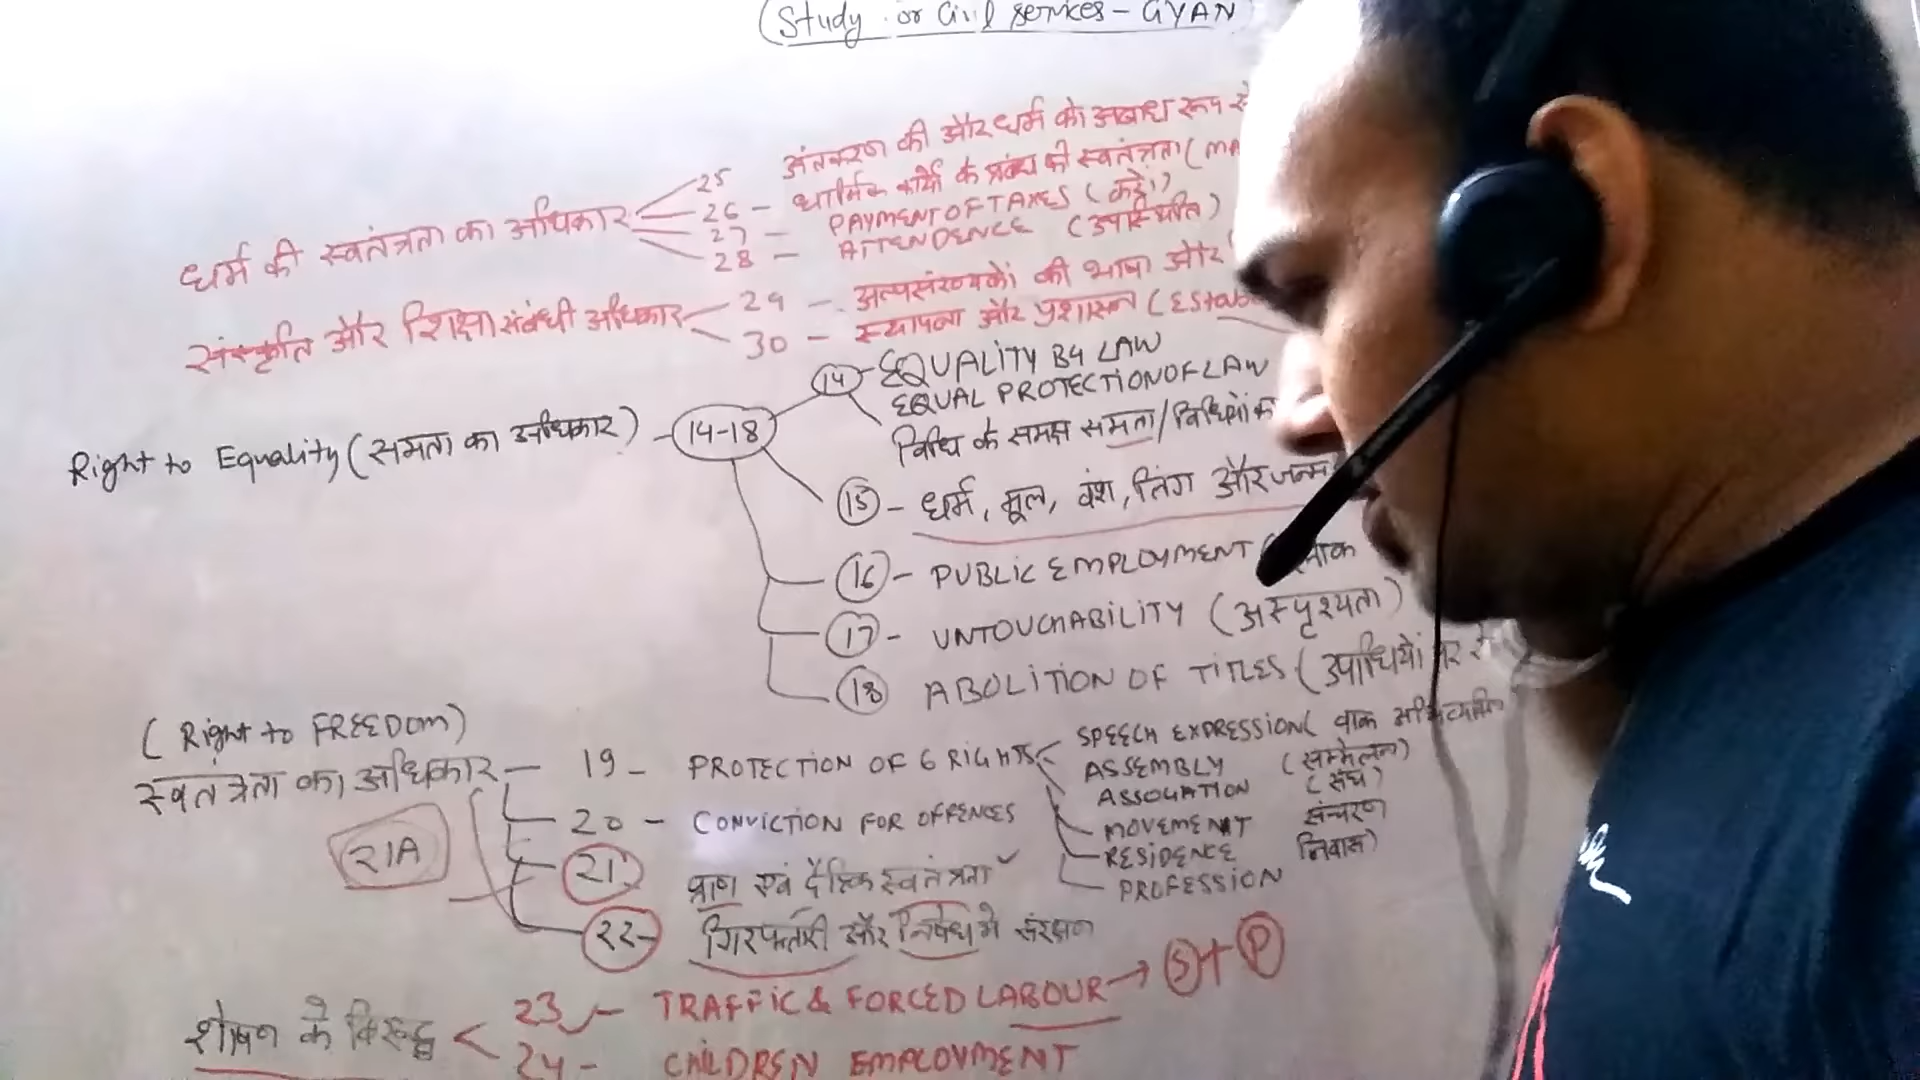 (Study or Civil Services - GYAN)
अंतकरण की और धर्म को अबाध रूप से
धर्म की स्वतंत्रता का अधिकार 25
26 - धार्मिक कार्यों के प्रबंध की स्वतंत्रता (MA
27 - PAYMENT OF TAXES (करों)
28 - ATTENDENCE (उपस्थिति)
संस्कृति और शिक्षा संबंधी अधिकार 29 - अल्पसंख्यकों की भाषा और
30 - स्थापना और प्रशासन (Estab
Right to Equality (समता का अधिकार) - 14-18
14 - EQUALITY BY LAW
EQUAL PROTECTION OF LAW
विधि के समक्ष समता / विधियों का
15 - धर्म, मूल, वंश, लिंग और जन्म
16 - PUBLIC EMPLOYMENT (लोक
17 - UNTOUCHABILITY (अस्पृश्यता)
18 ABOLITION OF TITLES (उपाधियों पर रो
(Right to FREEDOM)
स्वतंत्रता का अधिकार - 19 - PROTECTION OF 6 RIGHTS
SPEECH EXPRESSION (वाक
ASSEMBLY (सम्मेलन)
ASSOCIATION (संघ)
MOVEMENT संचरण
RESIDENCE निवास)
PROFESSION
20 - CONVICTION FOR OFFENCES
21A
21 प्राण एवं दैहिक स्वतंत्रता ✓
22 - गिरफ्तारी और निषेध में संरक्षण
शोषण के विरुद्ध < 23 - TRAFFIC & FORCED LABOUR → S + P
24 - CHILDREN EMPLOYMENT